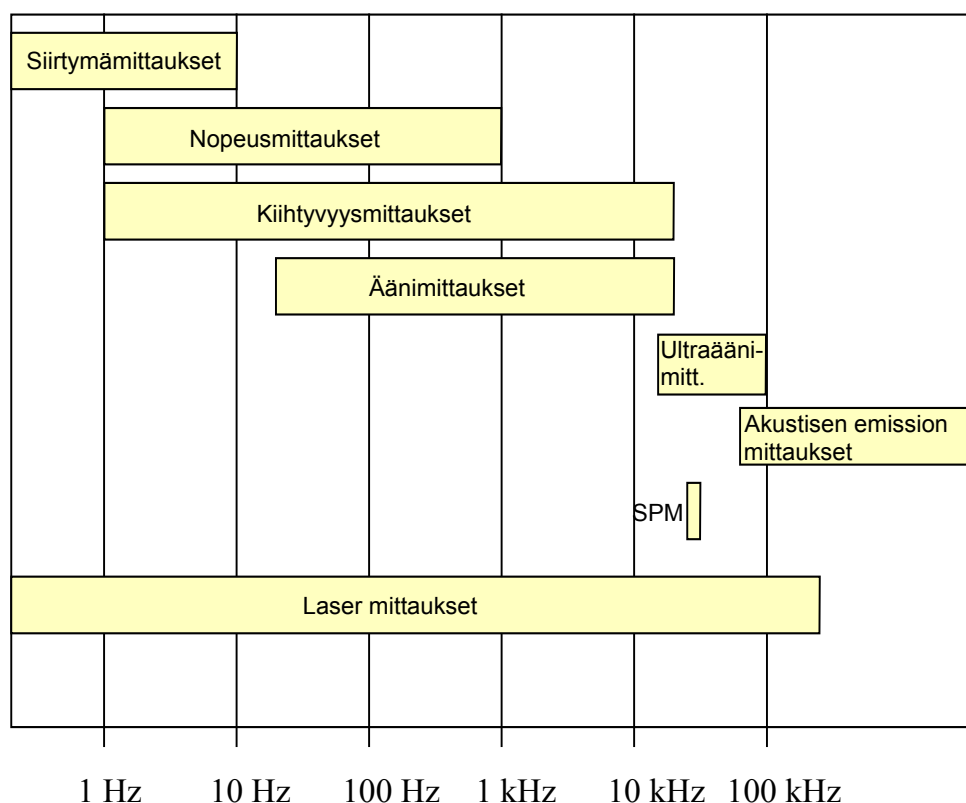 Siirtymämittaukset
Nopeusmittaukset
Kiihtyvyysmittaukset
Äänimittaukset
Ultraääni-
mitt.
Akustisen emission
mittaukset
SPM
Laser mittaukset
1 Hz 10 Hz 100 Hz 1 kHz 10 kHz 100 kHz